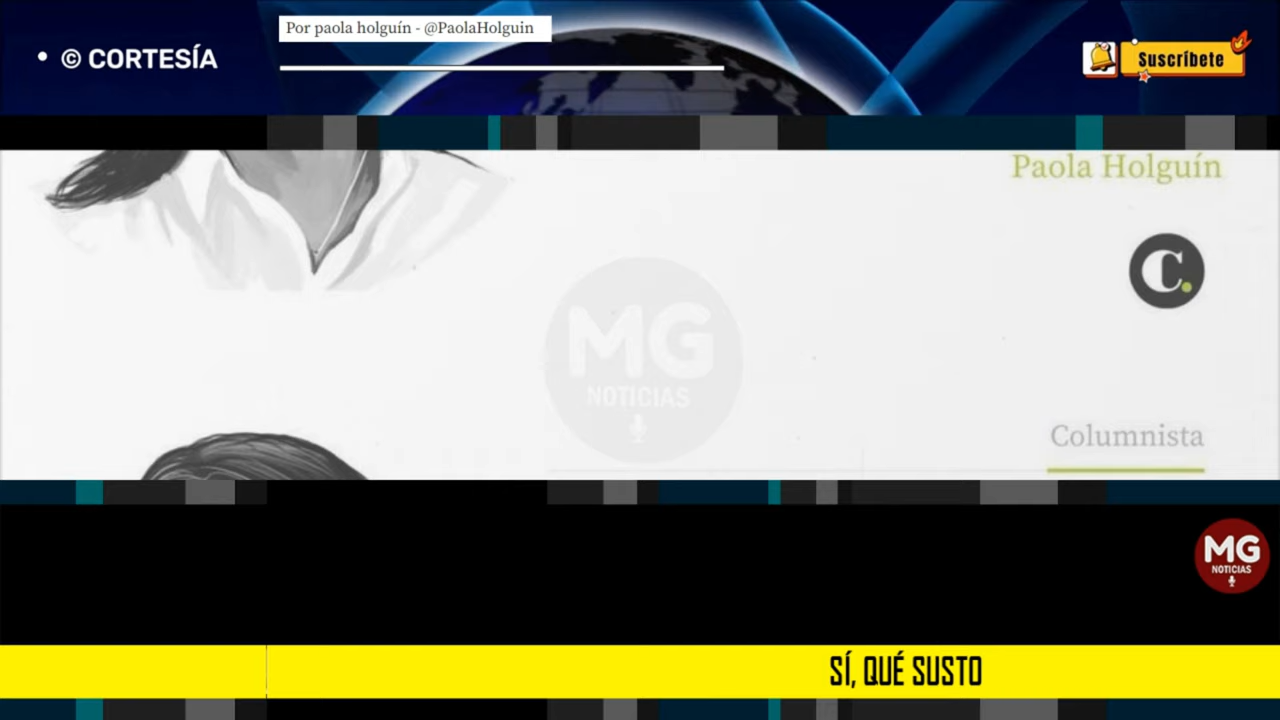 Por paola holguín - @PaolaHolguin
• © CORTESÍA
Suscríbete
Paola Holguín
C.
MG
NOTICIAS
Columnista
MG
NOTICIAS
SÍ, QUÉ SUSTO